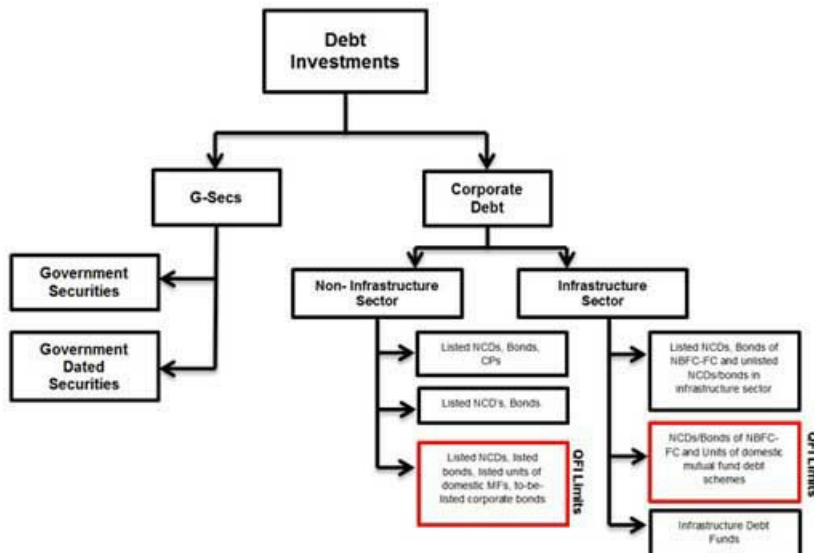 Debt
Investments
G-Secs
Corporate
Debt
Government
Securities
Government
Dated
Securities
Non- Infrastructure
Sector
Infrastructure
Sector
Listed NCDs, Bonds,
CPs
Listed NCD's, Bonds
Listed NCDs, listed
bonds, listed units of
domestic MFs, to-be-
listed corporate bonds
QFI Limits
Listed NCDs, Bonds of
NBFC-FC and unlisted
NCDs/bonds in
infrastructure sector
NCDs/Bonds of NBFC-
FC and Units of domestic
mutual fund debt
schemes
QFI Limits
Infrastructure Debt
Funds